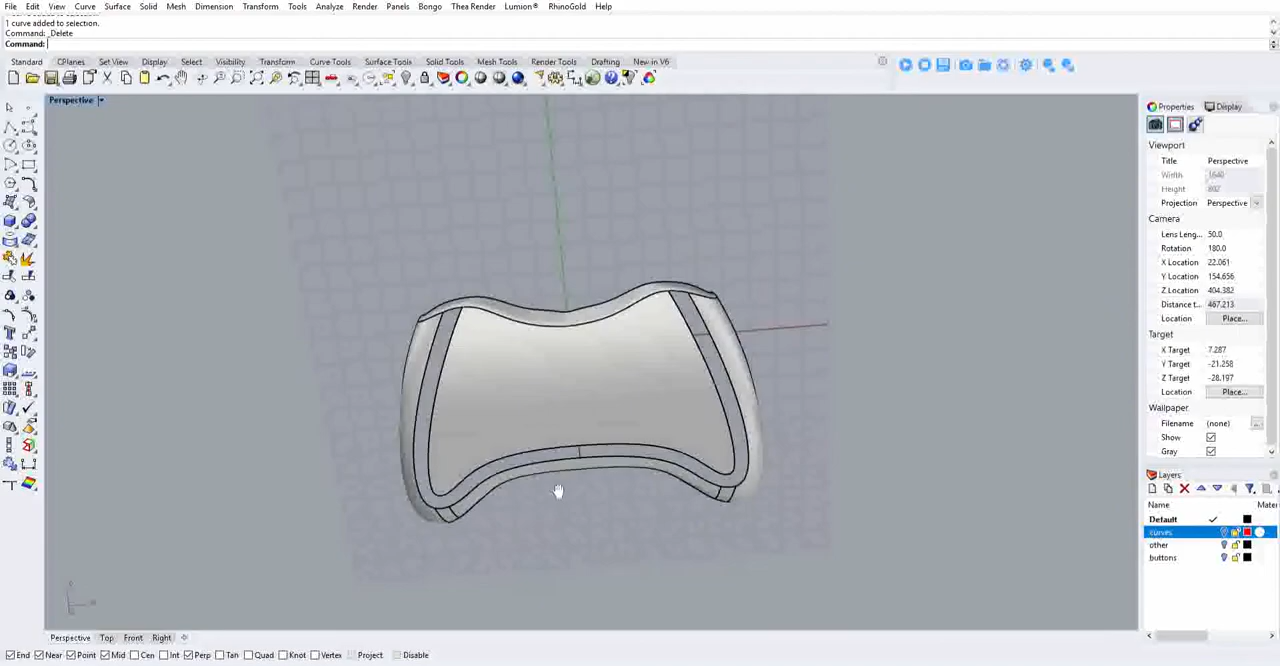 File Edit View Curve Surface Solid Mesh Dimension Transform Tools Analyze Render Panels Bongo Thea Render Lumion® RhinoGold Help
1 curve added to selection.
Command: _Delete
Command:
Standard CPlanes Set View Display Select Visibility Transform Curve Tools Surface Tools Solid Tools Mesh Tools Render Tools Drafting New in V6
Perspective
Properties Display
Viewport
Title Perspective
Width 1640
Height 802
Projection Perspective
Camera
Lens Leng... 50.0
Rotation 180.0
X Location 22.061
Y Location 154.656
Z Location 404.382
Distance t... 467.213
Location Place...
Target
X Target 7.287
Y Target -21.258
Z Target -28.197
Location Place...
Wallpaper
Filename (none)
Show
Gray
Layers
Name Mater
Default
curves
other
buttons
Perspective Top Front Right
End Near Point Mid Cen Int Perp Tan Quad Knot Vertex Project Disable